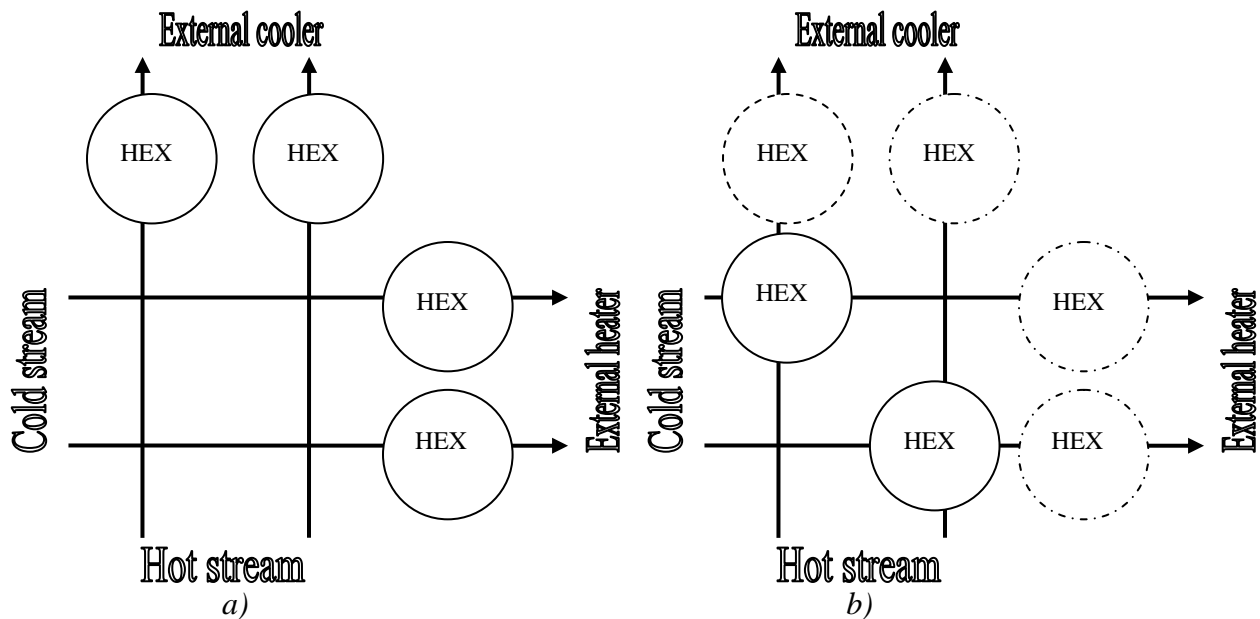 External cooler
HEX
HEX
HEX
HEX
Cold stream
External heater
Hot stream
a)
External cooler
HEX
HEX
HEX
HEX
HEX
HEX
Cold stream
External heater
Hot stream
b)